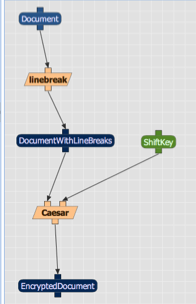 Document
linebreak
DocumentWithLineBreaks
ShiftKey
Caesar
EncryptedDocument